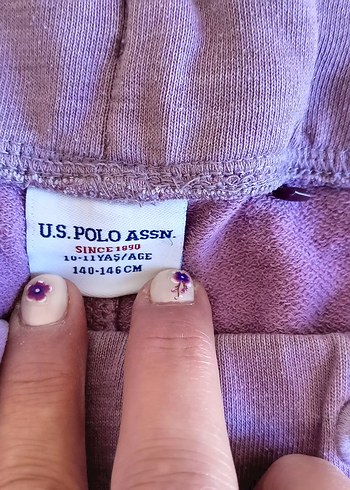 U.S. POLO ASSN.
SINCE 1890
10-11 YAŞ/AGE
140-146 CM